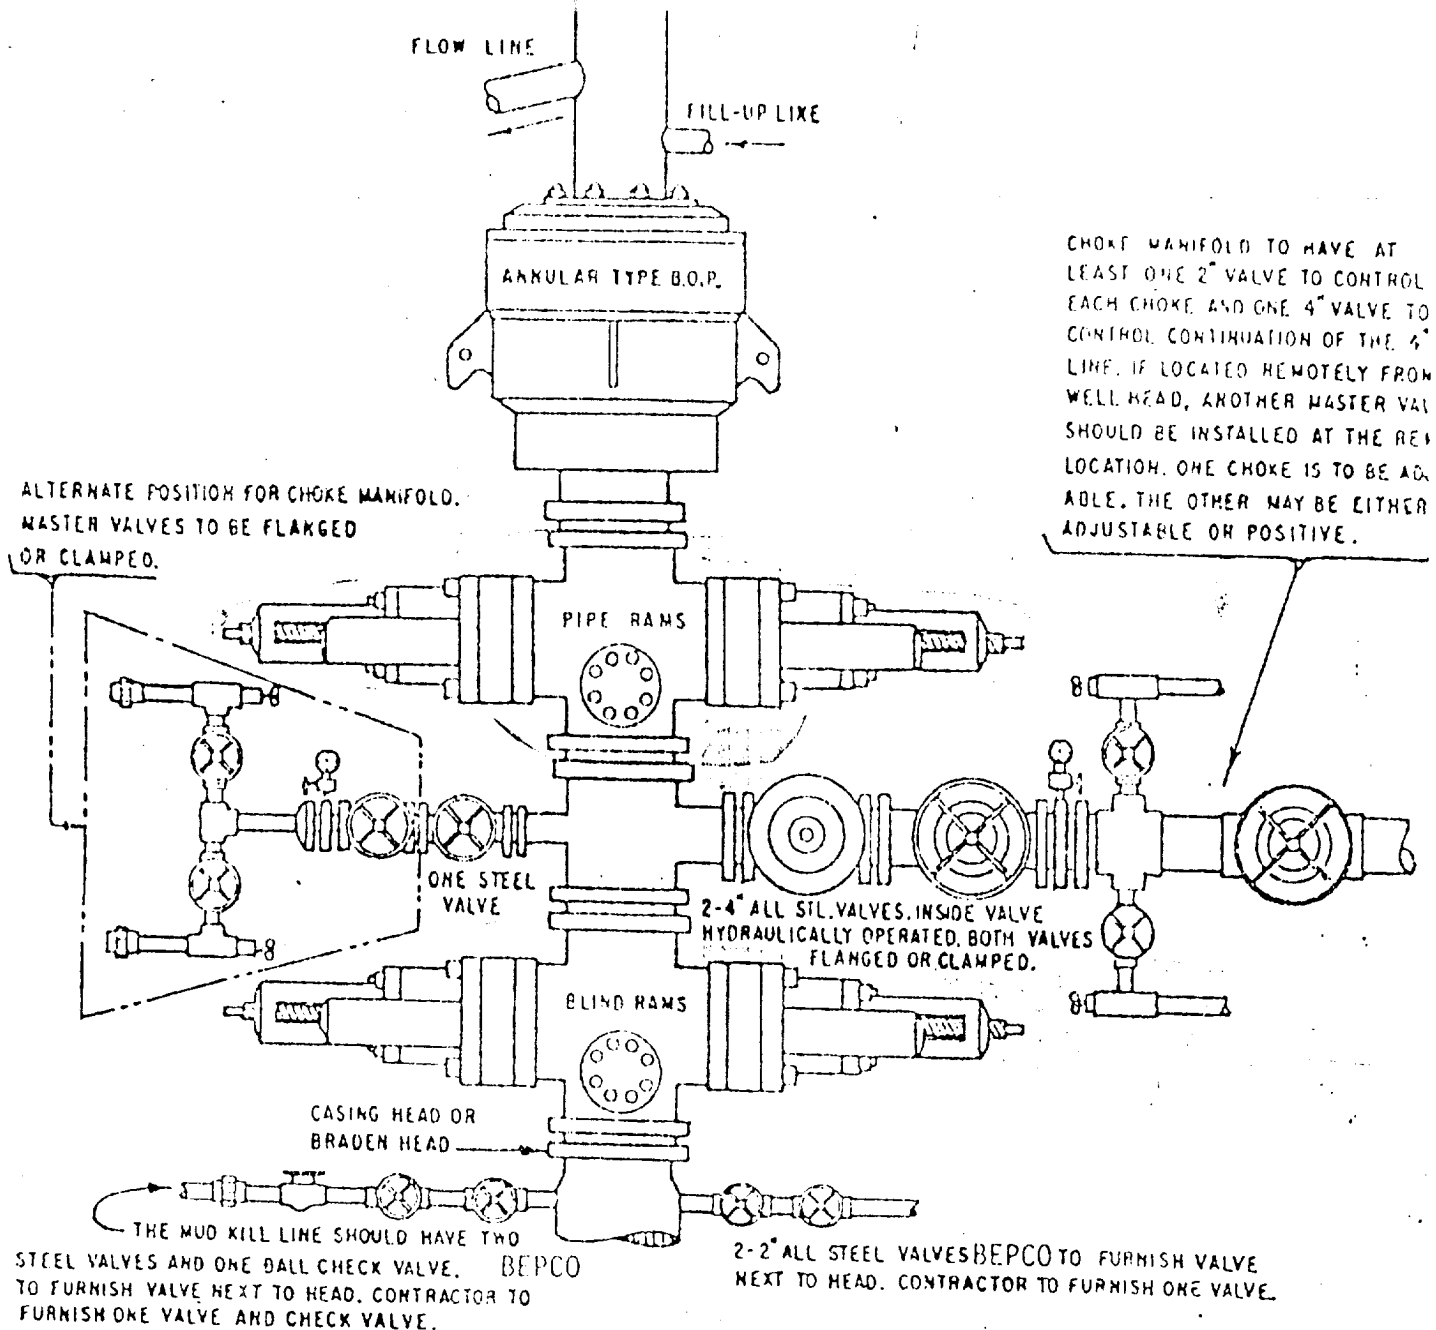 FLOW LINE
FILL-UP LINE
ANNULAR TYPE B.O.P.
CHOKE MANIFOLD TO HAVE AT
LEAST ONE 2" VALVE TO CONTROL
EACH CHOKE AND ONE 4" VALVE TO
CONTROL CONTINUATION OF THE 4"
LINE. IF LOCATED REMOTELY FROM
WELL HEAD, ANOTHER MASTER
SHOULD BE INSTALLED AT THE
LOCATION. ONE CHOKE IS TO BE
ABLE. THE OTHER MAY BE EITHER
ADJUSTABLE OR POSITIVE.
ALTERNATE POSITION FOR CHOKE MANIFOLD.
MASTER VALVES TO BE FLANGED
OR CLAMPED.
PIPE RAMS
ONE STEEL
VALVE
2-4" ALL STL. VALVES. INSIDE VALVE
HYDRAULICALLY OPERATED. BOTH VALVES
FLANGED OR CLAMPED.
BLIND RAMS
CASING HEAD OR
BRADEN HEAD
THE MUD KILL LINE SHOULD HAVE TWO
STEEL VALVES AND ONE BALL CHECK VALVE. BEPCO
TO FURNISH VALVE NEXT TO HEAD. CONTRACTOR TO
FURNISH ONE VALVE AND CHECK VALVE.
2-2" ALL STEEL VALVES BEPCO TO FURNISH VALVE
NEXT TO HEAD. CONTRACTOR TO FURNISH ONE VALVE.